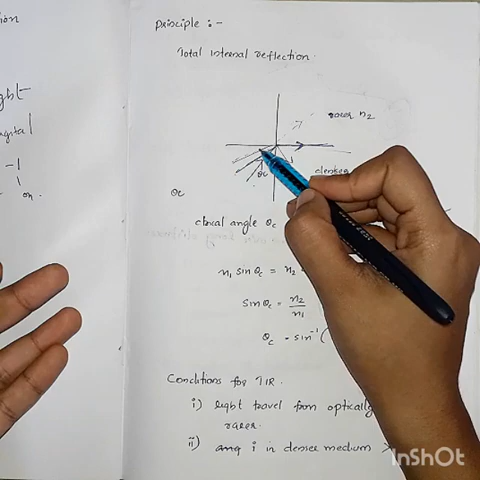 Principle :-
Total internal reflection.
rarer n2
denser
θc
θc
critical angle θc
n1 sin θc = n2
sin θc = n2/n1
θc = sin⁻¹ (
Conditions for TIR.
i) light travel from optically
rarer.
ii) i in denser medium >
InShOt